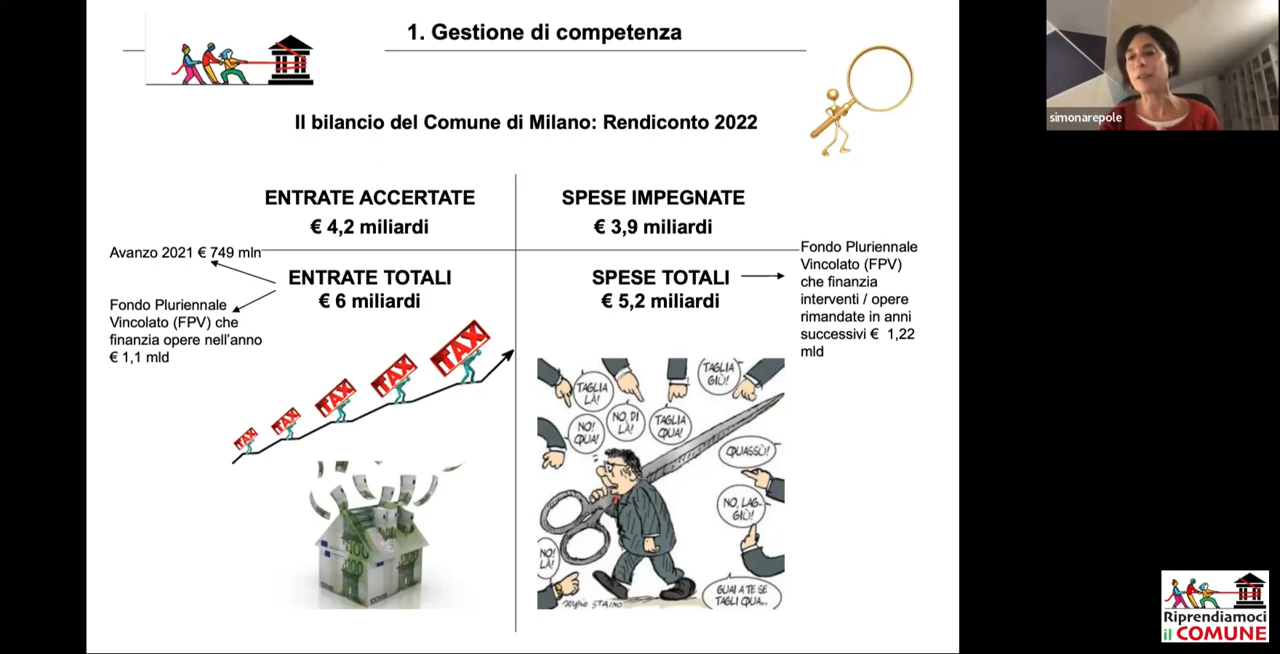 1. Gestione di competenza
simonarepole
Il bilancio del Comune di Milano: Rendiconto 2022
ENTRATE ACCERTATE
€ 4,2 miliardi
SPESE IMPEGNATE
€ 3,9 miliardi
Avanzo 2021 € 749 mln
ENTRATE TOTALI
€ 6 miliardi
SPESE TOTALI
€ 5,2 miliardi
Fondo Pluriennale
Vincolato (FPV)
che finanzia
interventi / opere
rimandate in anni
successivi € 1,22
mld
Fondo Pluriennale
Vincolato (FPV) che
finanzia opere nell'anno
€ 1,1 mld
TAX
TAX
TAX
TAX
TAX
TAGLIA
LÀ!
NO, DI
LÀ!
TAGLIA
QUA!
TAGLIA
GIÙ!
NO!
QUA!
QUASSÙ!
NO, LAG-
GIÙ!
NO!
LÀ!
GUAI A TE SE
TAGLI QUA...
Sergio STAINO
100
100
Riprendiamoci
il COMUNE